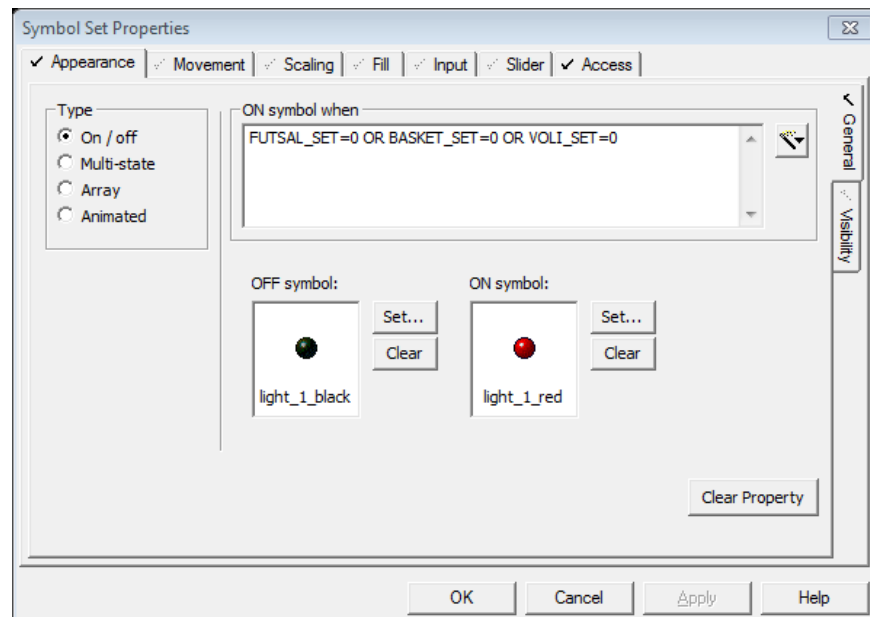 Symbol Set Properties
Appearance Movement Scaling Fill Input Slider Access
General
Visibility
Type
On / off
Multi-state
Array
Animated
ON symbol when
FUTSAL_SET=0 OR BASKET_SET=0 OR VOLI_SET=0
OFF symbol:
Set...
Clear
light_1_black
ON symbol:
Set...
Clear
light_1_red
Clear Property
OK Cancel Apply Help